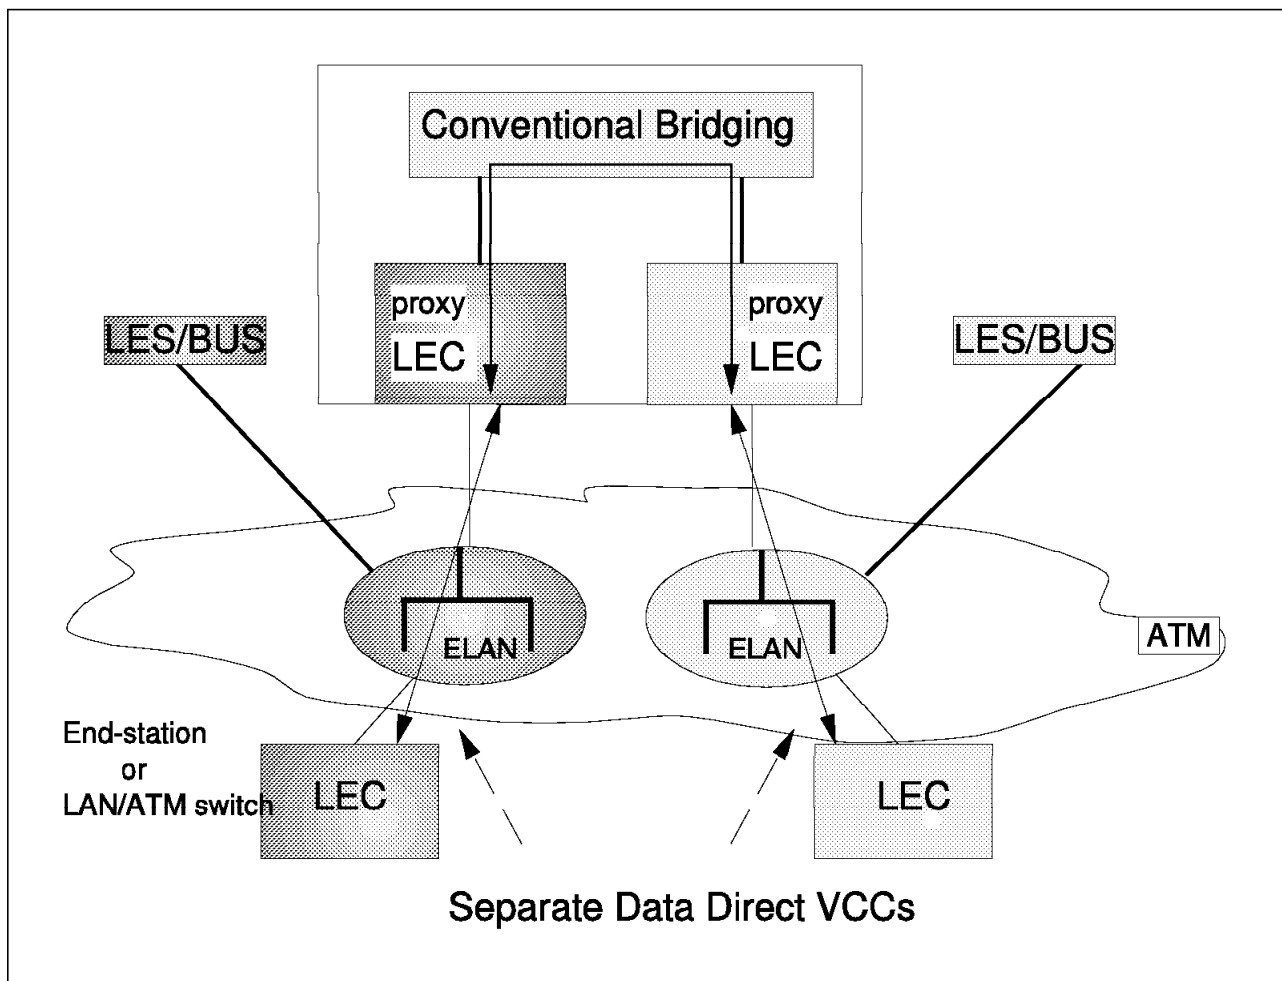 Conventional Bridging
proxy
LEC
proxy
LEC
LES/BUS
LES/BUS
ELAN
ELAN
ATM
End-station
or
LAN/ATM switch
LEC
LEC
Separate Data Direct VCCs